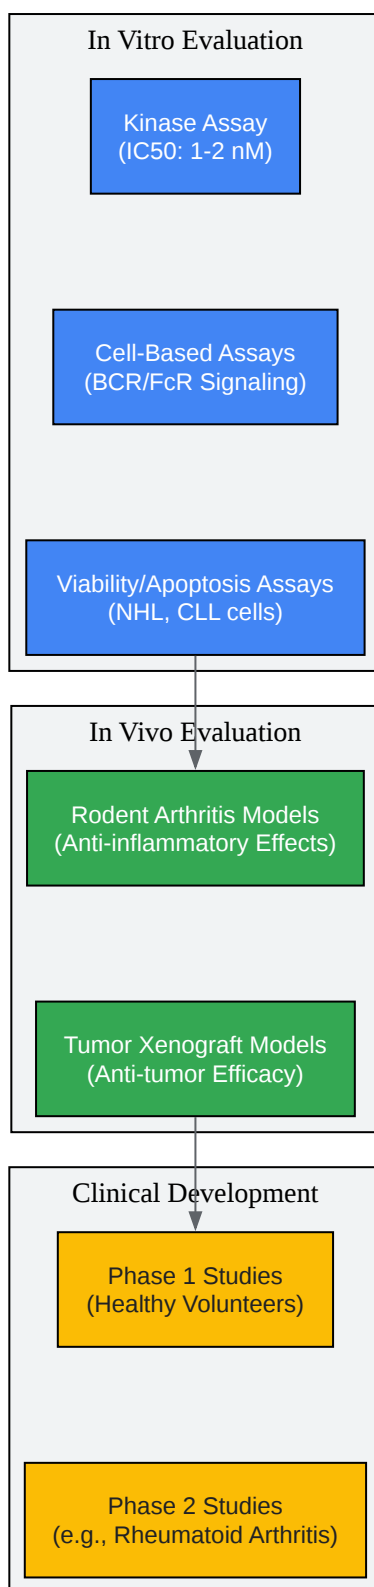 In Vitro Evaluation
Kinase Assay
(IC50: 1-2 nM)
Cell-Based Assays
(BCR/FcR Signaling)
Viability/Apoptosis Assays
(NHL, CLL cells)
In Vivo Evaluation
Rodent Arthritis Models
(Anti-inflammatory Effects)
Tumor Xenograft Models
(Anti-tumor Efficacy)
Clinical Development
Phase 1 Studies
(Healthy Volunteers)
Phase 2 Studies
(e.g., Rheumatoid Arthritis)